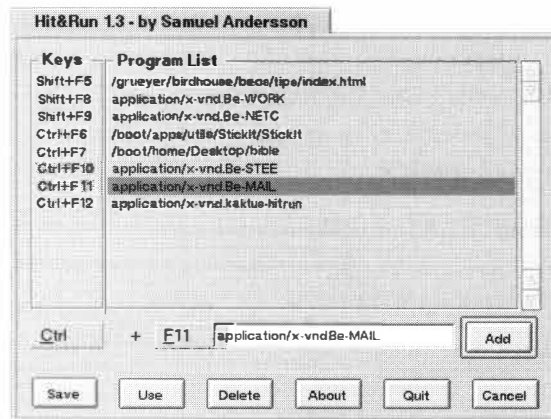 Hit&Run 1.3 - by Samuel Andersson
Keys Program List
Shift+F5 /grueyer/birdhouse/beos/tips/index.html
Shift+F8 application/x-vnd.Be-WORK
Shift+F9 application/x-vnd.Be-NETC
Ctrl+F6 /boot/apps/utils/StickIt/StickIt
Ctrl+F7 /boot/home/Desktop/bible
Ctrl+F10 application/x-vnd.Be-STEE
Ctrl+F11 application/x-vnd.Be-MAIL
Ctrl+F12 application/x-vnd.kaktus-hitrun
Ctrl + F11 application/x-vnd.Be-MAIL Add
Save Use Delete About Quit Cancel